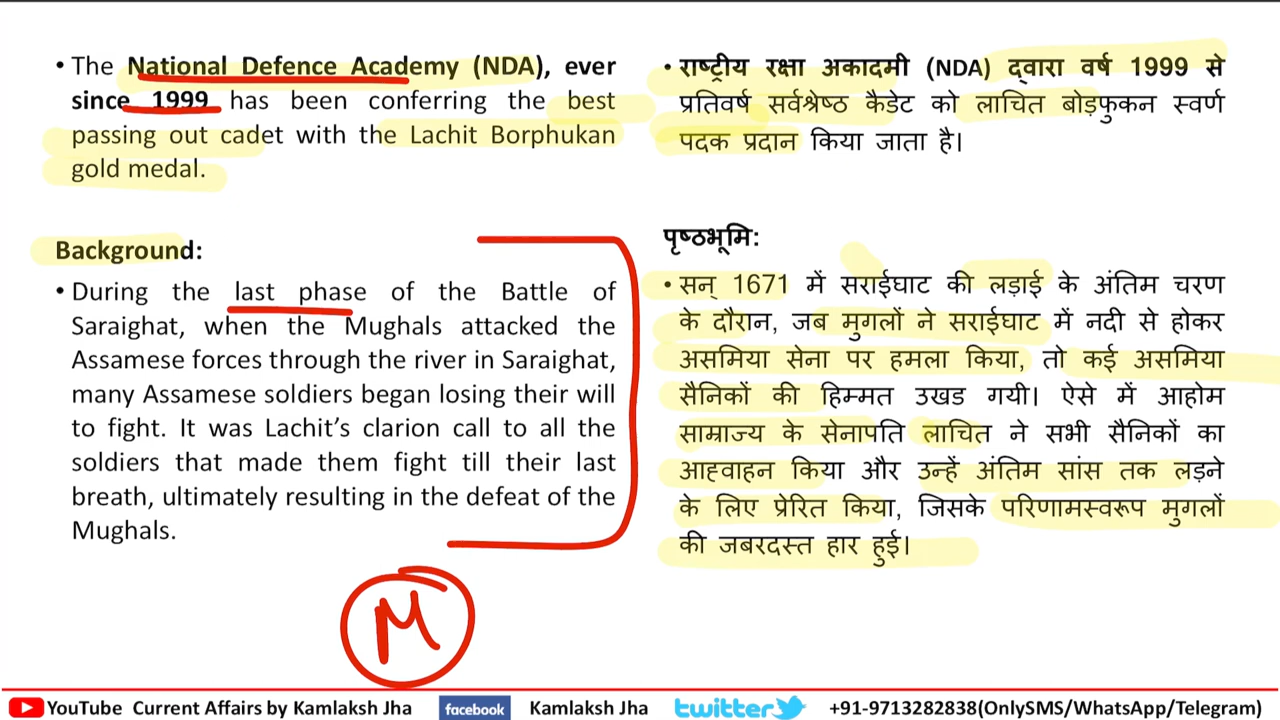 • The National Defence Academy (NDA), ever
since 1999 has been conferring the best
passing out cadet with the Lachit Borphukan
gold medal.
Background:
• During the last phase of the Battle of
Saraighat, when the Mughals attacked the
Assamese forces through the river in Saraighat,
many Assamese soldiers began losing their will
to fight. It was Lachit's clarion call to all the
soldiers that made them fight till their last
breath, ultimately resulting in the defeat of the
Mughals.
M
• राष्ट्रीय रक्षा अकादमी (NDA) द्वारा वर्ष 1999 से
प्रतिवर्ष सर्वश्रेष्ठ कैडेट को लाचित बोड़फुकन स्वर्ण
पदक प्रदान किया जाता है।
पृष्ठभूमि:
• सन् 1671 में सराईघाट की लड़ाई के अंतिम चरण
के दौरान, जब मुगलों ने सराईघाट में नदी से होकर
असमिया सेना पर हमला किया, तो कई असमिया
सैनिकों की हिम्मत उखड गयी। ऐसे में आहोम
साम्राज्य के सेनापति लाचित ने सभी सैनिकों का
आह्वाहन किया और उन्हें अंतिम सांस तक लड़ने
के लिए प्रेरित किया, जिसके परिणामस्वरूप मुगलों
की जबरदस्त हार हुई।
YouTube Current Affairs by Kamlaksh Jha facebook Kamlaksh Jha twitter +91-9713282838(OnlySMS/WhatsApp/Telegram)